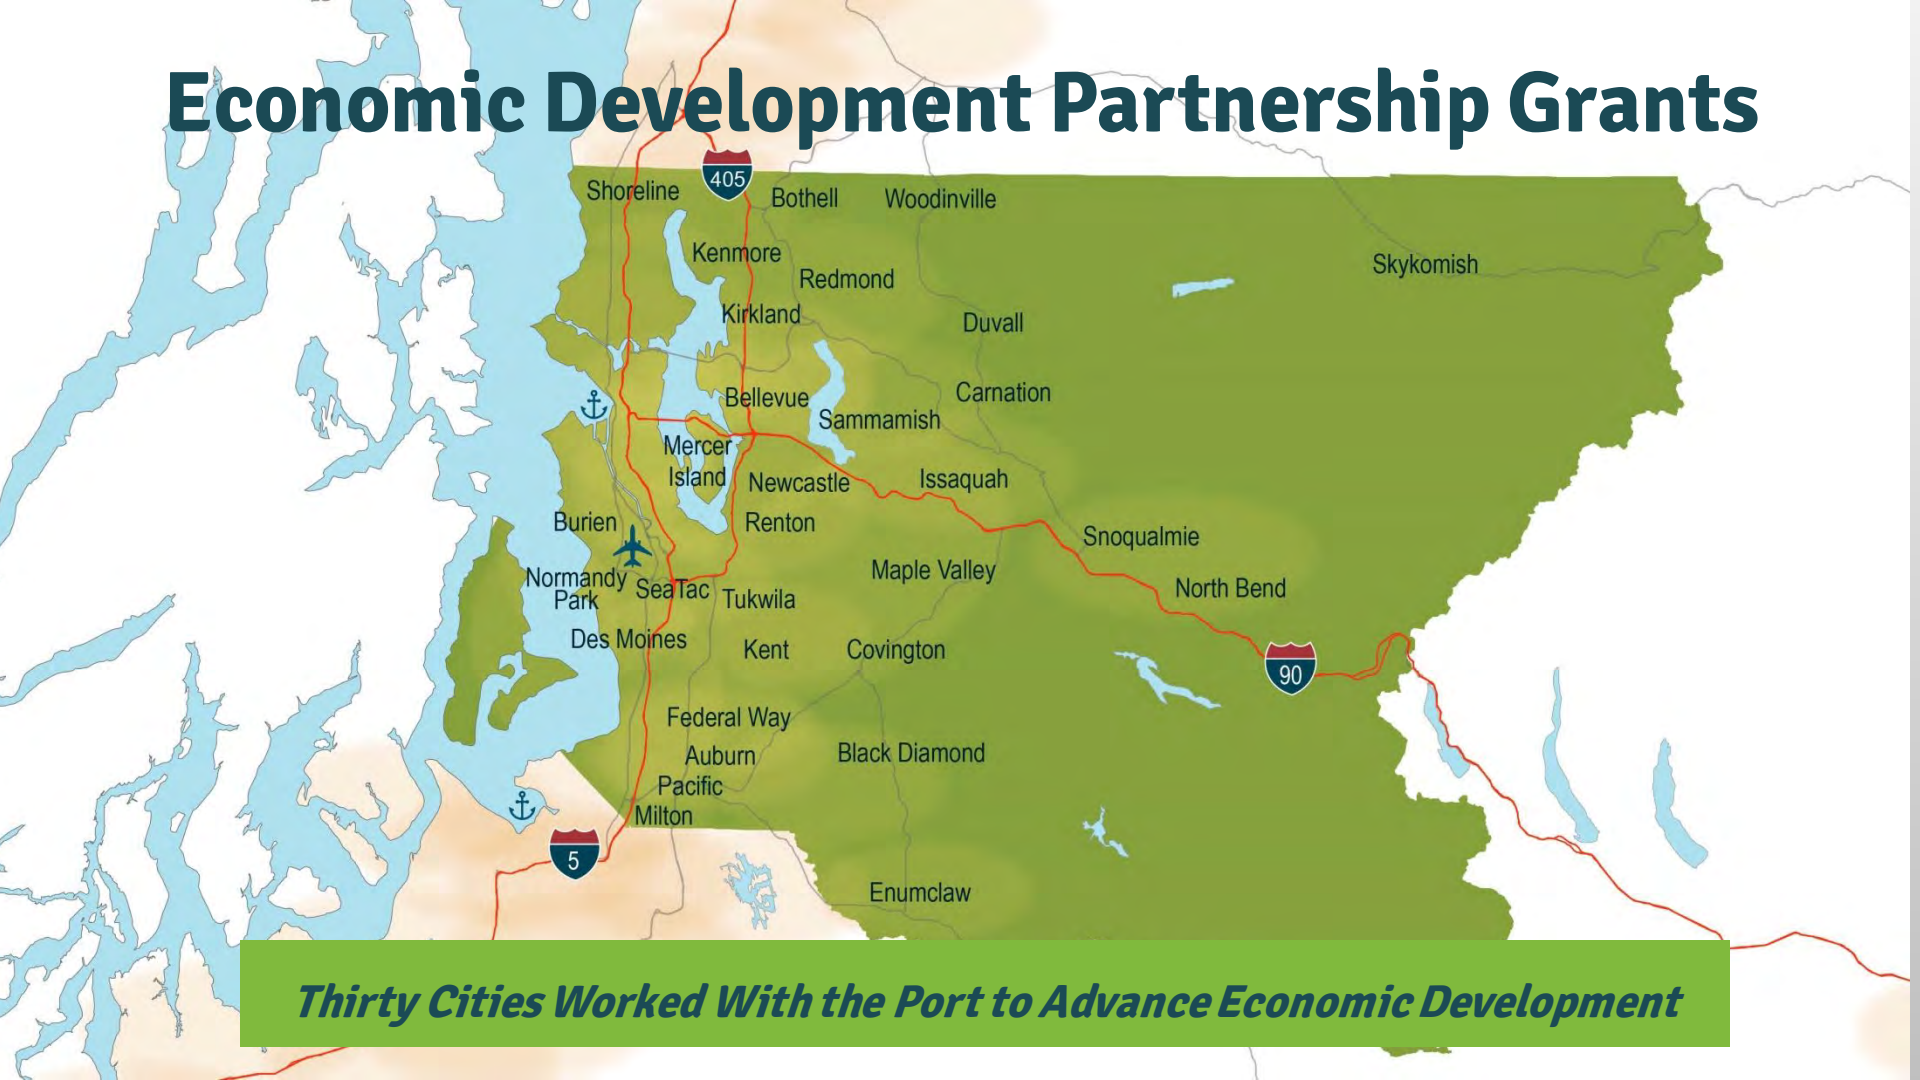 Economic Development Partnership Grants
405
Shoreline
Bothell
Woodinville
Kenmore
Redmond
Skykomish
Kirkland
Duvall
Bellevue
Carnation
Sammamish
Mercer
Island
Newcastle
Issaquah
Burien
Renton
Snoqualmie
Normandy
Park
SeaTac
Tukwila
Maple Valley
North Bend
Des Moines
Kent
Covington
90
Federal Way
Auburn
Black Diamond
Pacific
Milton
5
Enumclaw
Thirty Cities Worked With the Port to Advance Economic Development